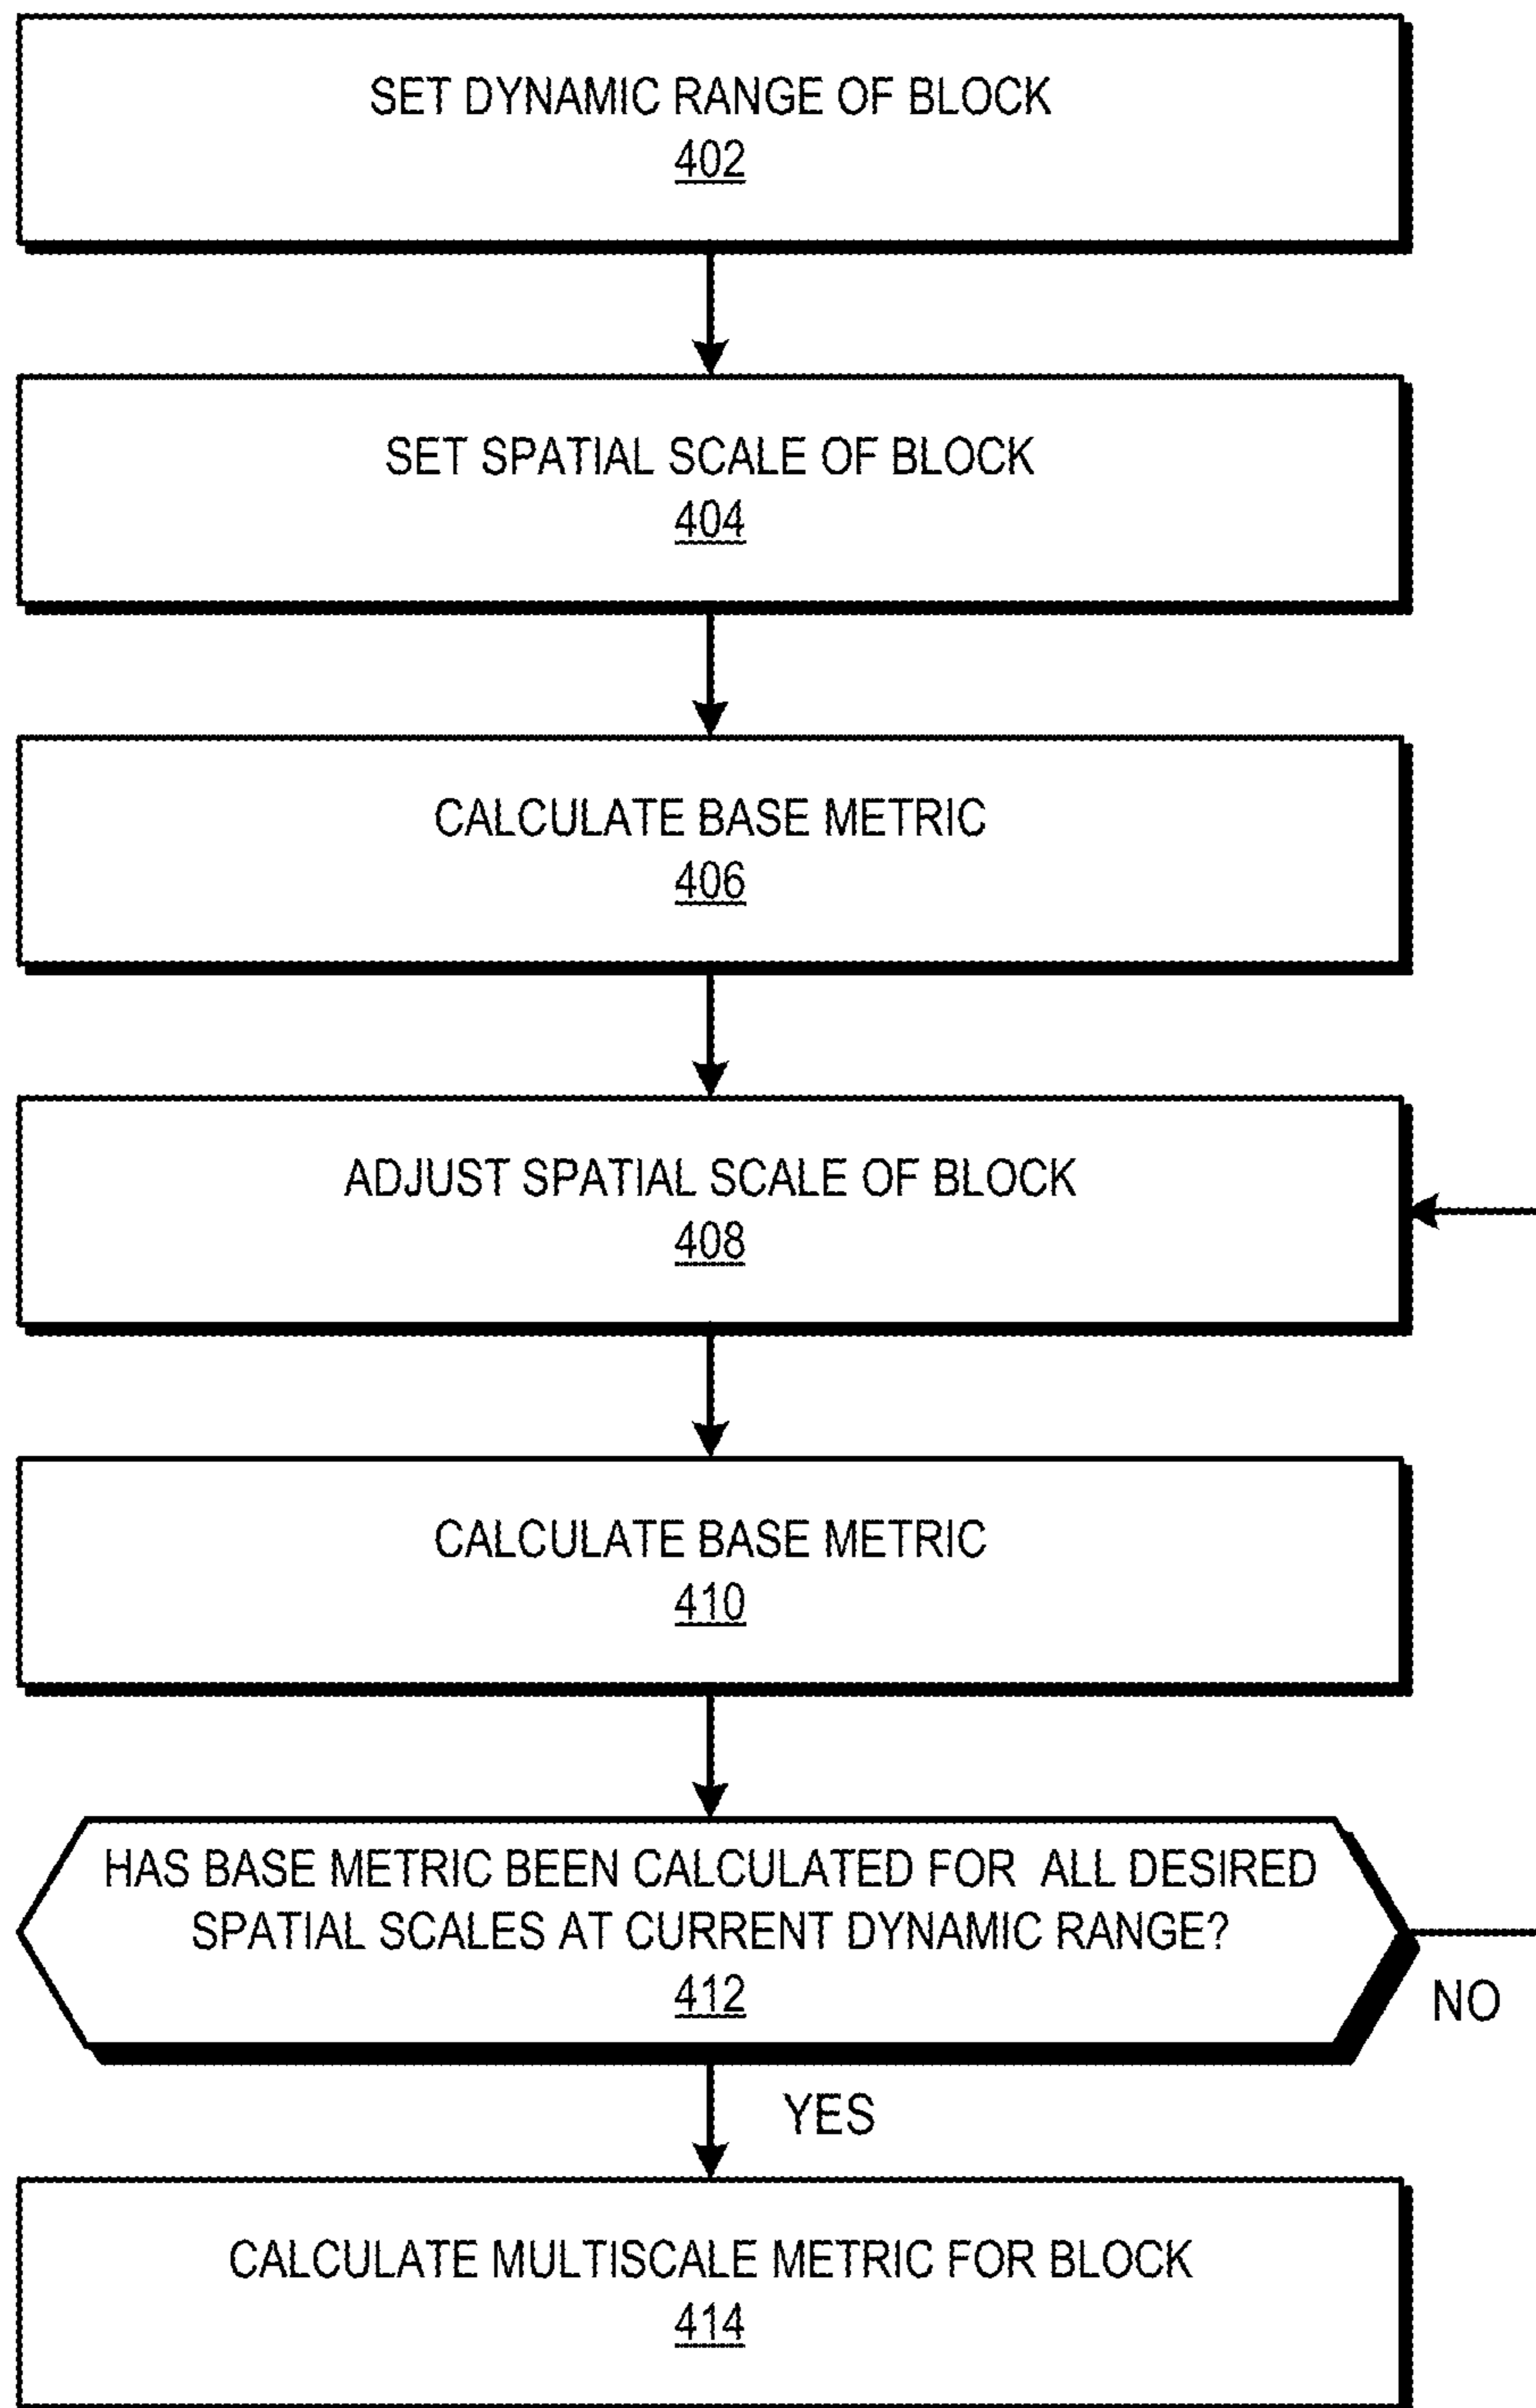 SET DYNAMIC RANGE OF BLOCK
402
SET SPATIAL SCALE OF BLOCK
404
CALCULATE BASE METRIC
406
ADJUST SPATIAL SCALE OF BLOCK
408
CALCULATE BASE METRIC
410
HAS BASE METRIC BEEN CALCULATED FOR ALL DESIRED
SPATIAL SCALES AT CURRENT DYNAMIC RANGE?
412
NO
YES
CALCULATE MULTISCALE METRIC FOR BLOCK
414